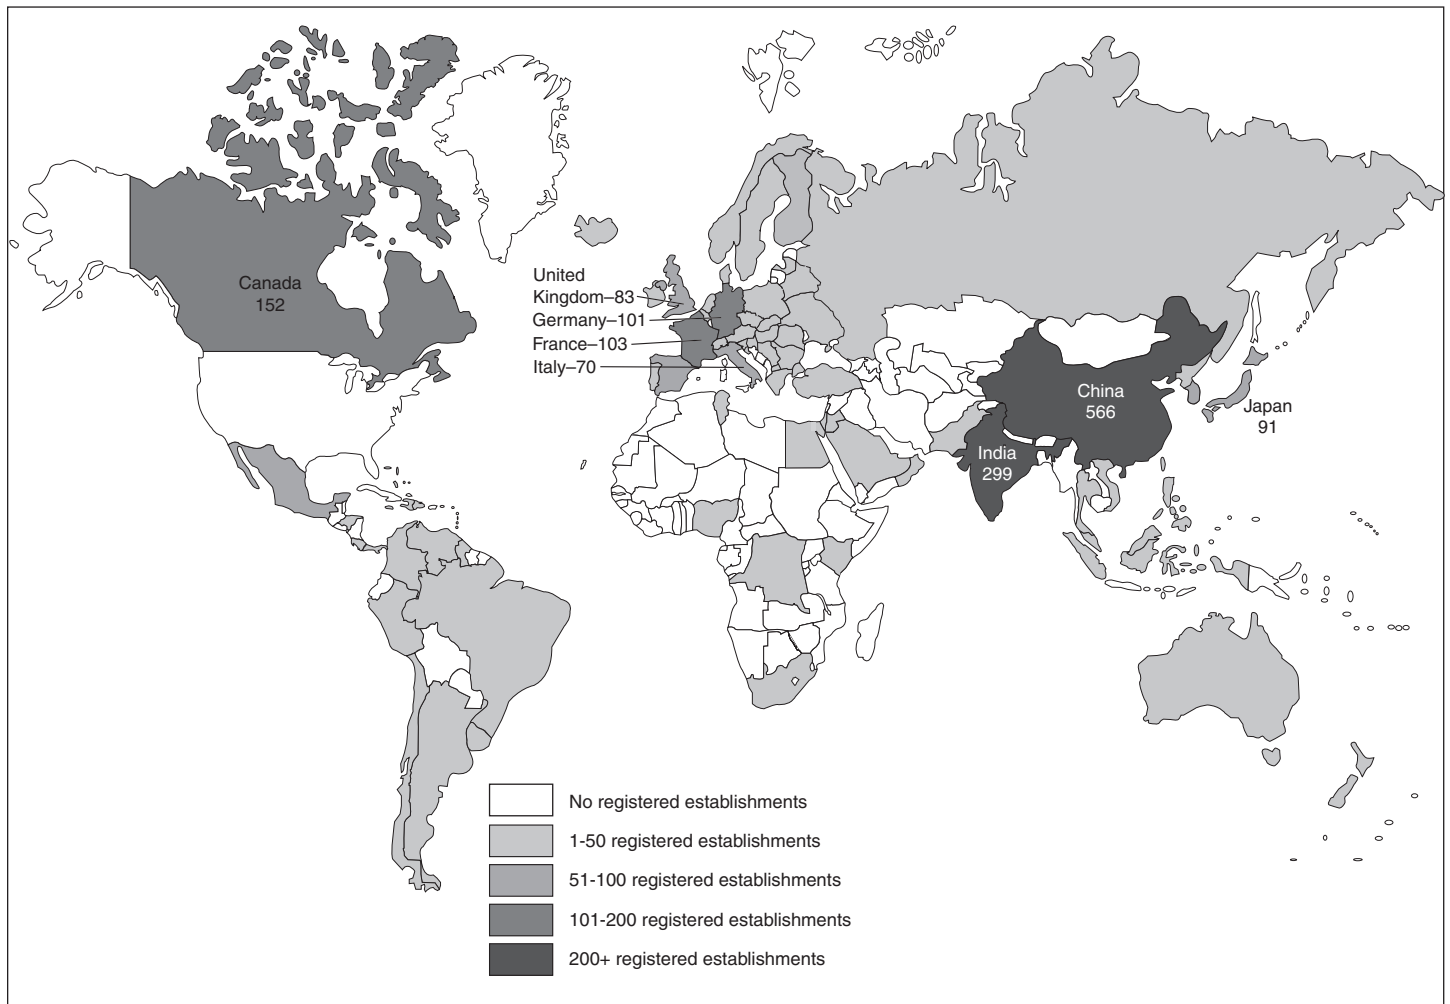 Canada
152
United
Kingdom–83
Germany–101
France–103
Italy–70
China
566
Japan
91
India
299
No registered establishments
1-50 registered establishments
51-100 registered establishments
101-200 registered establishments
200+ registered establishments